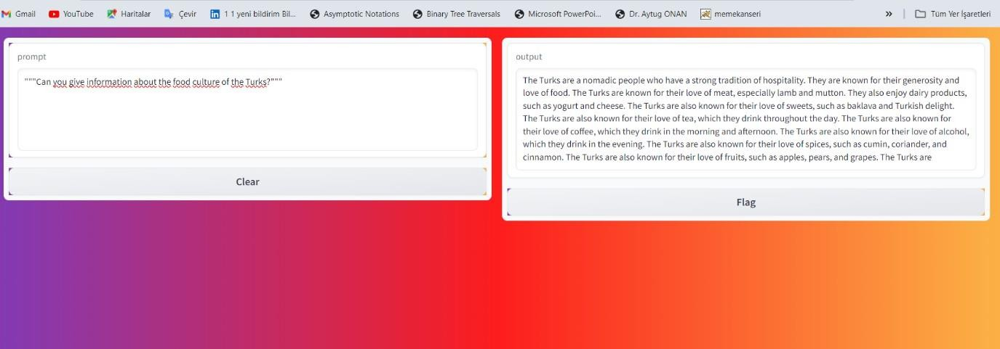 Gmail YouTube Haritalar Çevir 1 1 yeni bildirim Bil... Asymptotic Notations Binary Tree Traversals Microsoft PowerPoi... Dr. Aytug ONAN memekanseri » Tüm Yer İşaretleri
prompt
"""Can you give information about the food culture of the Turks?"""
Clear
output
The Turks are a nomadic people who have a strong tradition of hospitality. They are known for their generosity and
love of food. The Turks are known for their love of meat, especially lamb and mutton. They also enjoy dairy products,
such as yogurt and cheese. The Turks are also known for their love of sweets, such as baklava and Turkish delight.
The Turks are also known for their love of tea, which they drink throughout the day. The Turks are also known for
their love of coffee, which they drink in the morning and afternoon. The Turks are also known for their love of alcohol,
which they drink in the evening. The Turks are also known for their love of spices, such as cumin, coriander, and
cinnamon. The Turks are also known for their love of fruits, such as apples, pears, and grapes. The Turks are
Flag